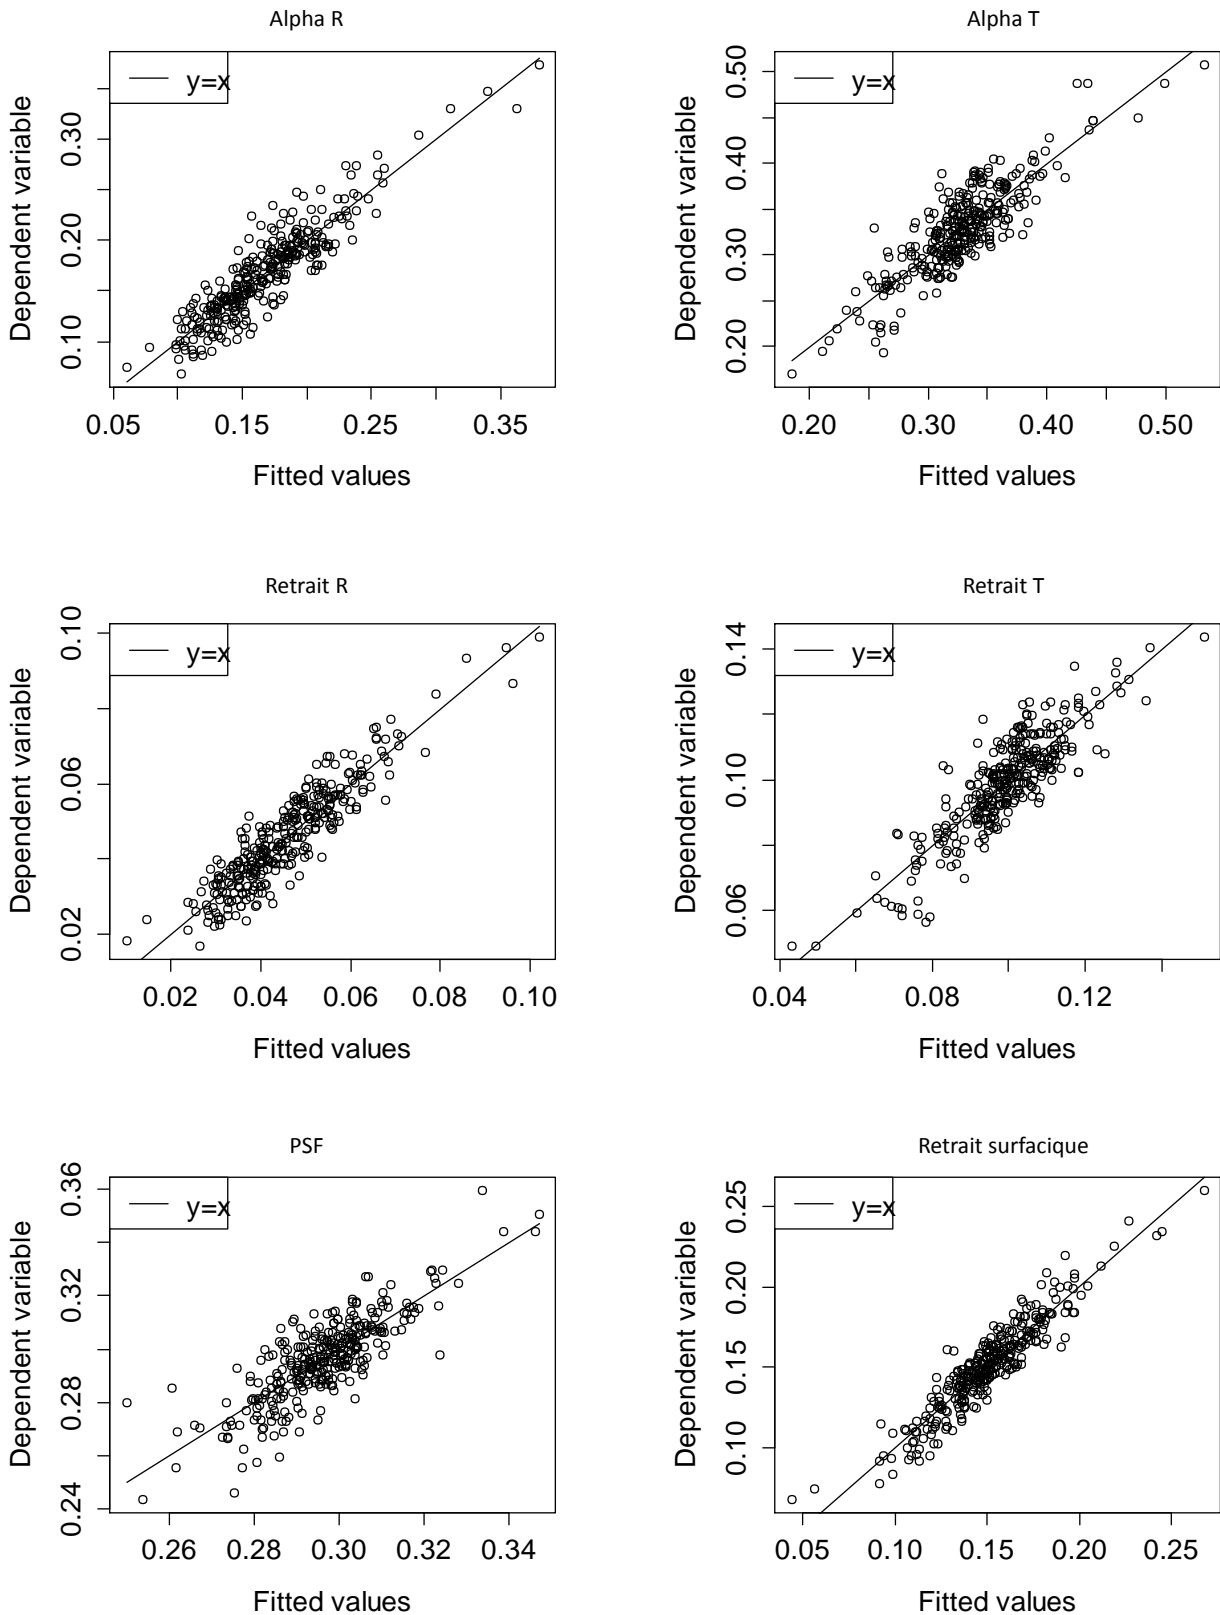 Alpha R
y=x
Dependent variable
0.10 0.20 0.30
0.05 0.15 0.25 0.35
Fitted values
Alpha T
y=x
Dependent variable
0.20 0.30 0.40 0.50
0.20 0.30 0.40 0.50
Fitted values
Retrait R
y=x
Dependent variable
0.02 0.06 0.10
0.02 0.04 0.06 0.08 0.10
Fitted values
Retrait T
y=x
Dependent variable
0.06 0.10 0.14
0.04 0.08 0.12
Fitted values
PSF
y=x
Dependent variable
0.24 0.28 0.32 0.36
0.26 0.28 0.30 0.32 0.34
Fitted values
Retrait surfacique
y=x
Dependent variable
0.10 0.15 0.20 0.25
0.05 0.10 0.15 0.20 0.25
Fitted values